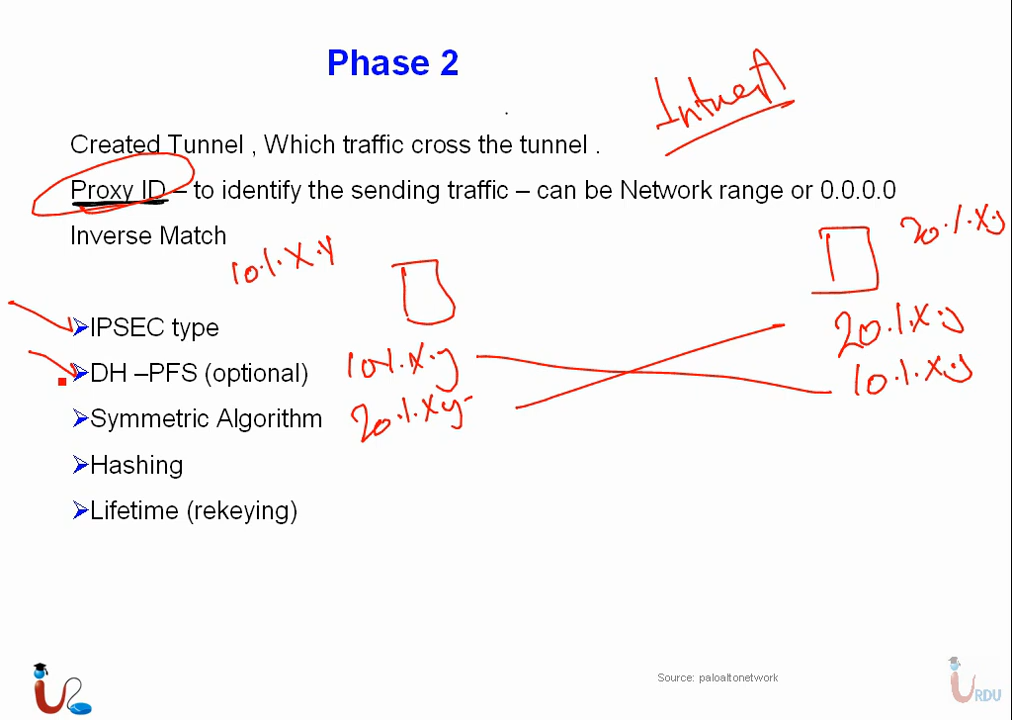 Phase 2
Created Tunnel , Which traffic cross the tunnel .
Proxy ID – to identify the sending traffic – can be Network range or 0.0.0.0
Inverse Match
20.1.x.y
10.1.x.y
IPSEC type
20.1.x.y
DH –PFS (optional)
10.1.x.y
10.1.x.y
Symmetric Algorithm
20.1.x.y
Hashing
Lifetime (rekeying)
Source: paloaltonetwork
URDU